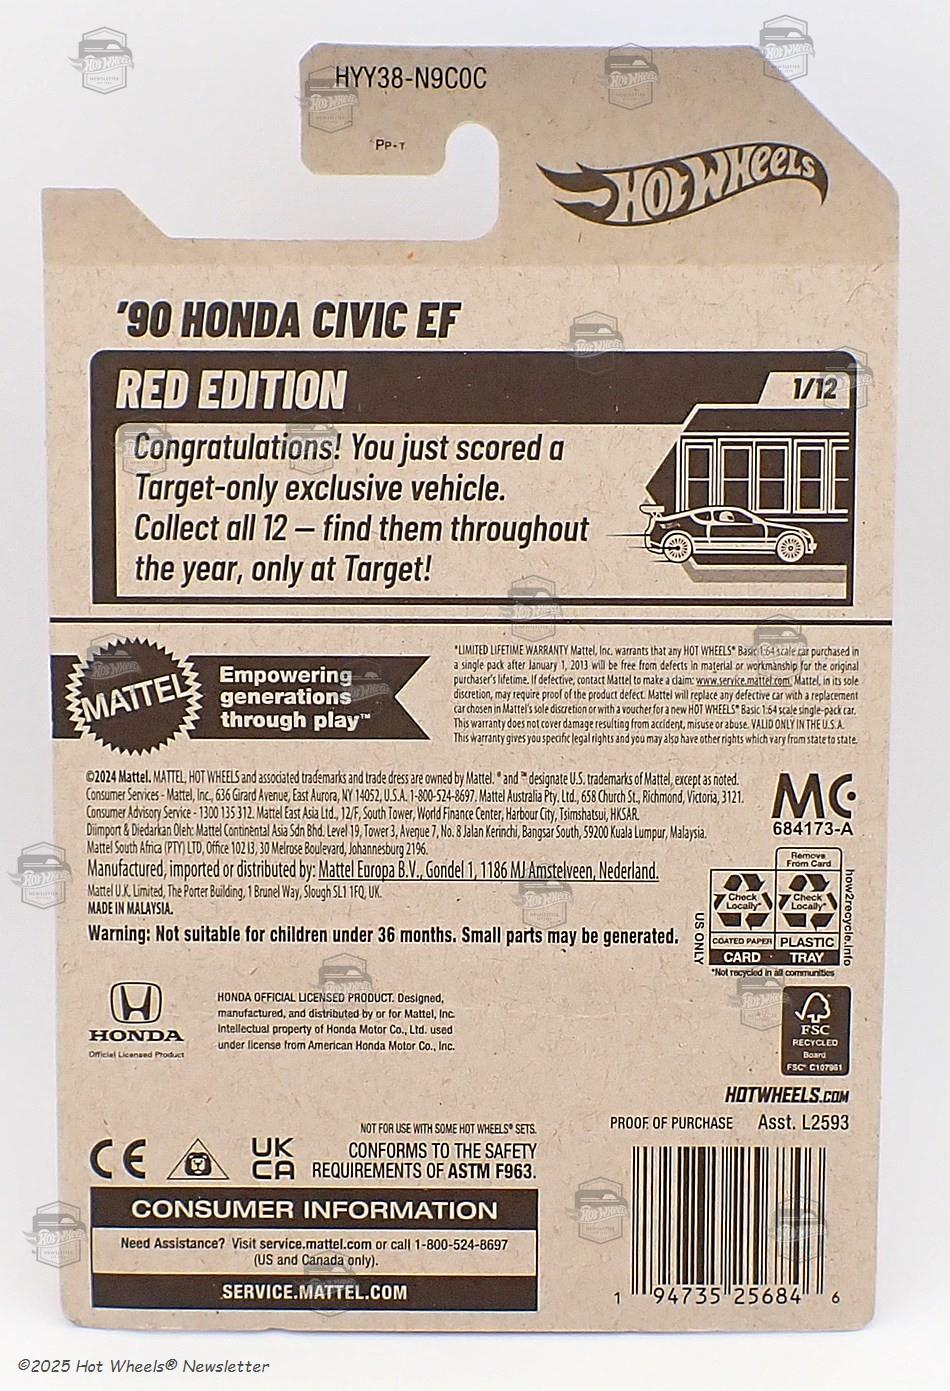 HYY38-N9C0C
PP-T
HOT WHEELS
'90 HONDA CIVIC EF
RED EDITION
1/12
Congratulations! You just scored a
Target-only exclusive vehicle.
Collect all 12 – find them throughout
the year, only at Target!
MATTEL
Empowering
generations
through play™
*LIMITED LIFETIME WARRANTY Mattel, Inc. warrants that any HOT WHEELS® Basic 1:64 scale car purchased in
a single pack after January 1, 2013 will be free from defects in material or workmanship for the original
purchaser's lifetime. If defective, contact Mattel to make a claim: www.service.mattel.com. Mattel, in its sole
discretion, may require proof of the product defect. Mattel will replace any defective car with a replacement
car chosen in Mattel's sole discretion or with a voucher for a new HOT WHEELS® Basic 1:64 scale single-pack car.
This warranty does not cover damage resulting from accident, misuse or abuse. VALID ONLY IN THE U.S.A.
This warranty gives you specific legal rights and you may also have other rights which vary from state to state.
©2024 Mattel. MATTEL, HOT WHEELS and associated trademarks and trade dress are owned by Mattel. ® and ™ designate U.S. trademarks of Mattel, except as noted.
Consumer Services - Mattel, Inc., 636 Girard Avenue, East Aurora, NY 14052, U.S.A. 1-800-524-8697. Mattel Australia Pty. Ltd., 658 Church St., Richmond, Victoria, 3121.
Consumer Advisory Service - 1300 135 312. Mattel East Asia Ltd., 12/F, South Tower, World Finance Center, Harbour City, Tsimshatsui, HKSAR.
Diimport & Diedarkan Oleh: Mattel Continental Asia Sdn Bhd. Level 19, Tower 3, Avenue 7, No. 8 Jalan Kerinchi, Bangsar South, 59200 Kuala Lumpur, Malaysia.
Mattel South Africa (PTY) LTD, Office 102 I3, 30 Melrose Boulevard, Johannesburg 2196.
Manufactured, imported or distributed by: Mattel Europa B.V., Gondel 1, 1186 MJ Amstelveen, Nederland.
Mattel U.K. Limited, The Porter Building, 1 Brunel Way, Slough SL1 1FQ, UK.
MADE IN MALAYSIA.
Warning: Not suitable for children under 36 months. Small parts may be generated.
MC
684173-A
Remove
From Card
Check
Locally*
Check
Locally*
COATED PAPER
PLASTIC
CARD
TRAY
US ONLY
how2recycle.info
*Not recycled in all communities
HONDA
Official Licensed Product
HONDA OFFICIAL LICENSED PRODUCT. Designed,
manufactured, and distributed by or for Mattel, Inc.
Intellectual property of Honda Motor Co., Ltd. used
under license from American Honda Motor Co., Inc.
FSC
RECYCLED
Board
FSC® C107981
HOTWHEELS.COM
PROOF OF PURCHASE
Asst. L2593
NOT FOR USE WITH SOME HOT WHEELS® SETS.
CE
UK
CA
CONFORMS TO THE SAFETY
REQUIREMENTS OF ASTM F963.
CONSUMER INFORMATION
Need Assistance? Visit service.mattel.com or call 1-800-524-8697
(US and Canada only).
SERVICE.MATTEL.COM
1 94735 25684 6
©2025 Hot Wheels® Newsletter